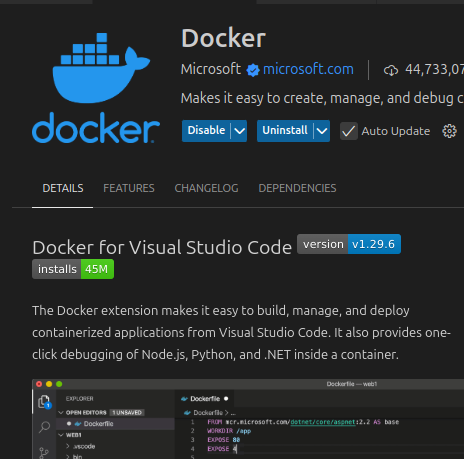 Docker
Microsoft microsoft.com 44,733,07
Makes it easy to create, manage, and debug c
docker
Disable Uninstall Auto Update
DETAILS FEATURES CHANGELOG DEPENDENCIES
Docker for Visual Studio Code version v1.29.6
installs 45M
The Docker extension makes it easy to build, manage, and deploy
containerized applications from Visual Studio Code. It also provides one-
click debugging of Node.js, Python, and .NET inside a container.
Dockerfile — web1
EXPLORER Dockerfile
OPEN EDITORS 1 UNSAVED Dockerfile > ...
Dockerfile 1 FROM mcr.microsoft.com/dotnet/core/aspnet:2.2 AS base
WEB1 2 WORKDIR /app
.vscode 3 EXPOSE 80
bin 4 EXPOSE 4